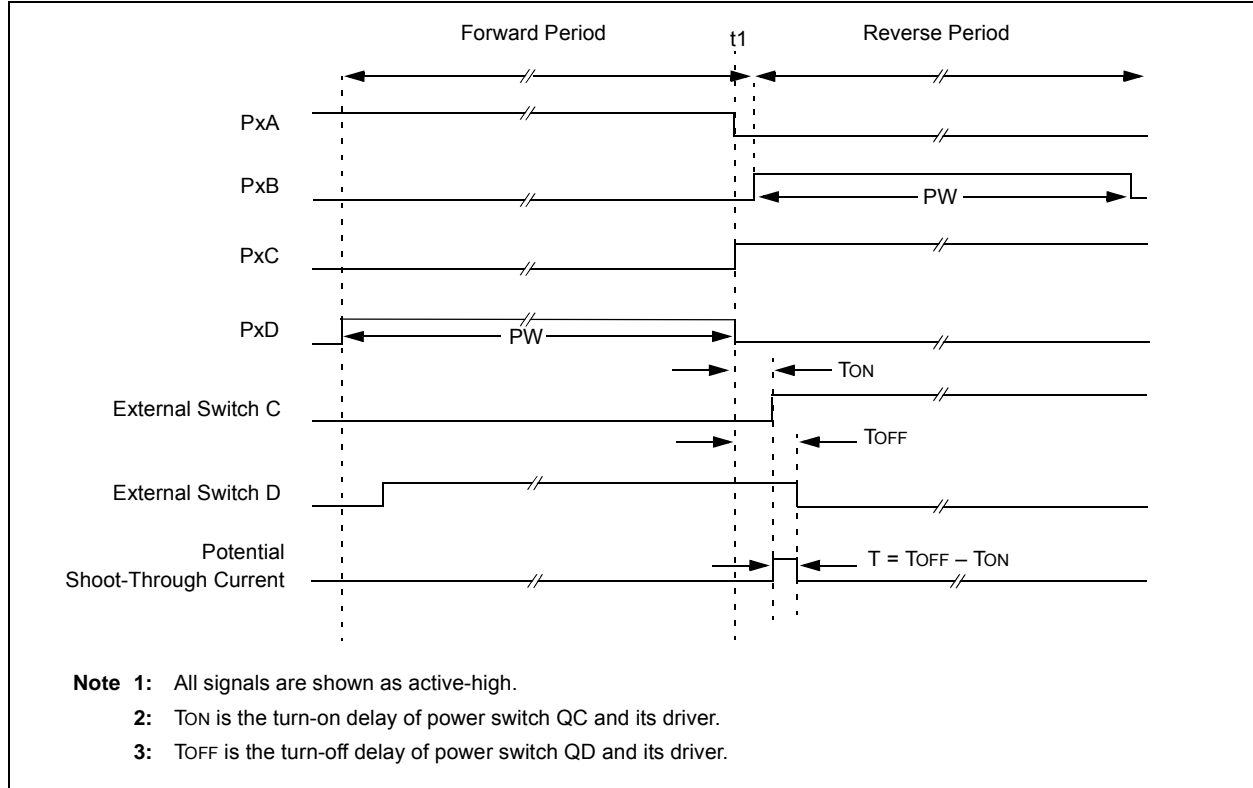 Forward Period
t1
Reverse Period
PxA
PxB
PW
PxC
PxD
PW
TON
External Switch C
TOFF
External Switch D
Potential
Shoot-Through Current
T = TOFF – TON
Note 1: All signals are shown as active-high.
2: TON is the turn-on delay of power switch QC and its driver.
3: TOFF is the turn-off delay of power switch QD and its driver.